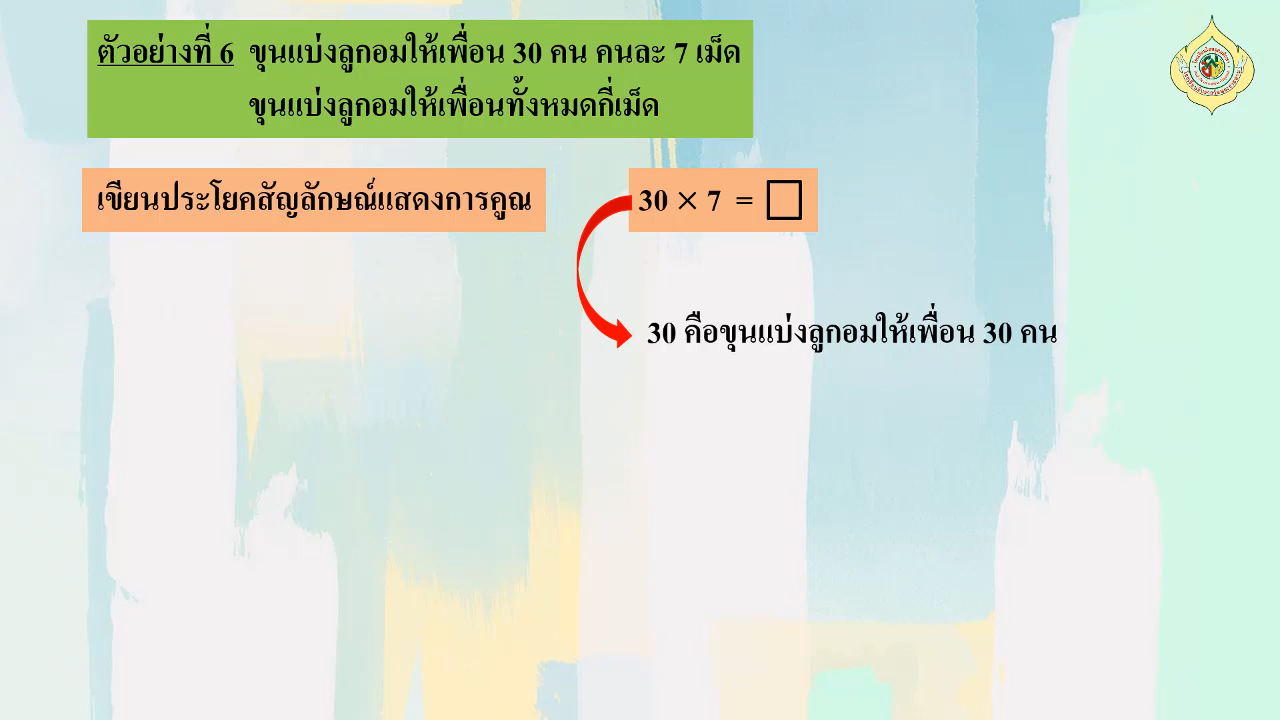 ตัวอย่างที่ 6 ขุนแบ่งลูกอมให้เพื่อน 30 คน คนละ 7 เม็ด
ขุนแบ่งลูกอมให้เพื่อนทั้งหมดกี่เม็ด
เขียนประโยคสัญลักษณ์แสดงการคูณ
30 × 7 = □
30 คือขุนแบ่งลูกอมให้เพื่อน 30 คน